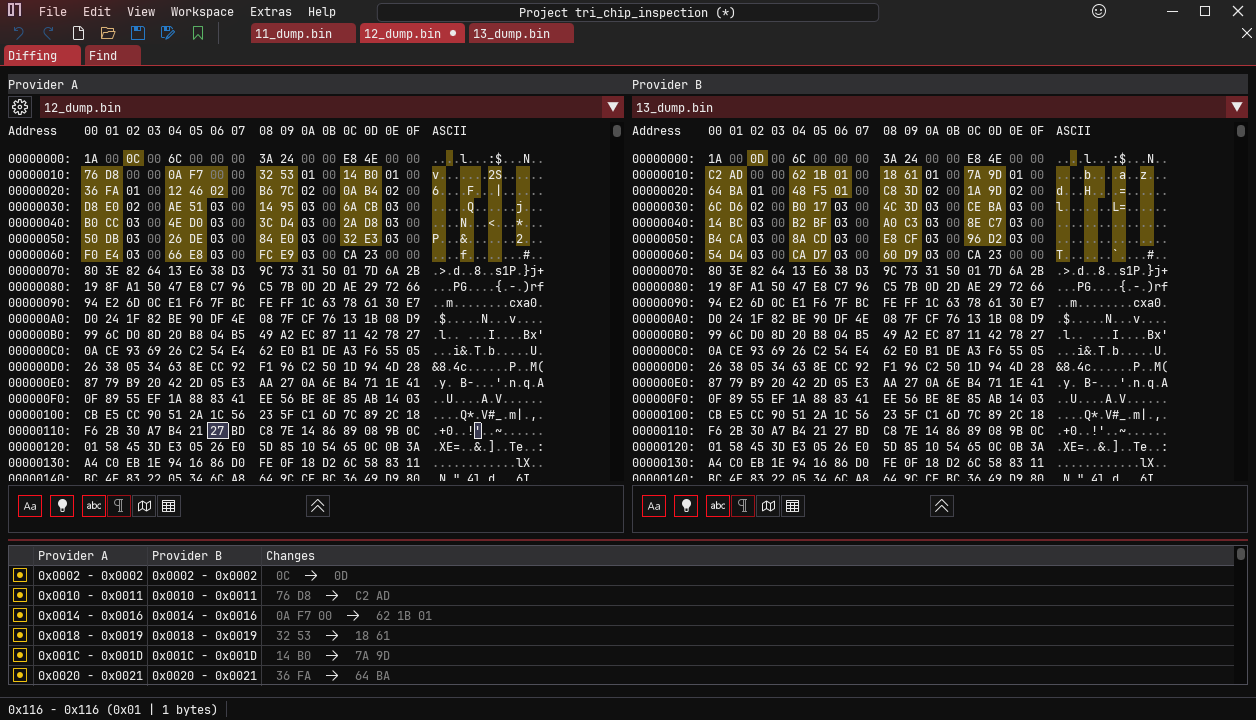 File Edit View Workspace Extras Help
Project tri_chip_inspection (*)
11_dump.bin
12_dump.bin
13_dump.bin
Diffing
Find
Provider A
12_dump.bin
Address 00 01 02 03 04 05 06 07 08 09 0A 0B 0C 0D 0E 0F ASCII
00000000: 1A 00 0C 00 6C 00 00 00 3A 24 00 00 E8 4E 00 00 ....l...:$...N..
00000010: 76 D8 00 00 0A F7 00 00 32 53 01 00 14 B0 01 00 v.......2S......
00000020: 36 FA 01 00 12 46 02 00 B6 7C 02 00 0A B4 02 00 6....F...|......
00000030: D8 E0 02 00 AE 51 03 00 14 95 03 00 6A CB 03 00 .....Q......j...
00000040: B0 CC 03 00 4E D0 03 00 3C D4 03 00 2A D8 03 00 ....N...<...*...
00000050: 50 DB 03 00 26 DE 03 00 84 E0 03 00 32 E3 03 00 P...&.......2...
00000060: F0 E4 03 00 66 E8 03 00 FC E9 03 00 CA 23 00 00 ....f........#..
00000070: 80 3E 82 64 13 E6 38 D3 9C 73 31 50 01 7D 6A 2B .>.d..8..s1P.}j+
00000080: 19 8F A1 50 47 E8 C7 96 C5 7B 0D 2D AE 29 72 66 ...PG....{.-.)rf
00000090: 94 E2 6D 0C E1 F6 7F BC FE FF 1C 63 78 61 30 E7 ..m........cxa0.
000000A0: D0 24 1F 82 BE 90 DF 4E 08 7F CF 76 13 1B 08 D9 .$.....N...v....
000000B0: 99 6C D0 8D 20 B8 04 B5 49 A2 EC 87 11 42 78 27 .l.. ...I....Bx'
000000C0: 0A CE 93 69 26 C2 54 E4 62 E0 B1 DE A3 F6 55 05 ...i&.T.b.....U.
000000D0: 26 38 05 34 63 8E CC 92 F1 96 C2 50 1D 94 4D 28 &8.4c......P..M(
000000E0: 87 79 B9 20 42 2D 05 E3 AA 27 0A 6E B4 71 1E 41 .y. B-...'.n.q.A
000000F0: 0F 89 55 EF 1A 88 83 41 EE 56 BE 8E 85 AB 14 03 ..U....A.V......
00000100: CB E5 CC 90 51 2A 1C 56 23 5F C1 6D 7C 89 2C 18 ....Q*.V#_.m|.,.
00000110: F6 2B 30 A7 B4 21 27 BD C8 7E 14 86 89 08 9B 0C .+0..!'..~......
00000120: 01 58 45 3D E3 05 26 E0 5D 85 10 54 65 0C 0B 3A .XE=..&.]..Te..:
00000130: A4 C0 EB 1E 94 16 86 D0 FE 0F 18 D2 6C 58 83 11 ............lX..
00000140: BC 4E 83 22 05 34 6C A8 64 9C CE BC 36 49 D9 80 .N.".4l.d...6I..
Aa abc ¶
Provider B
13_dump.bin
Address 00 01 02 03 04 05 06 07 08 09 0A 0B 0C 0D 0E 0F ASCII
00000000: 1A 00 0D 00 6C 00 00 00 3A 24 00 00 E8 4E 00 00 ....l...:$...N..
00000010: C2 AD 00 00 62 1B 01 00 18 61 01 00 7A 9D 01 00 ....b....a..z...
00000020: 64 BA 01 00 48 F5 01 00 C8 3D 02 00 1A 9D 02 00 d...H....=......
00000030: 6C D6 02 00 B0 17 03 00 4C 3D 03 00 CE BA 03 00 l.......L=......
00000040: 14 BC 03 00 B2 BF 03 00 A0 C3 03 00 8E C7 03 00 ................
00000050: B4 CA 03 00 8A CD 03 00 E8 CF 03 00 96 D2 03 00 ................
00000060: 54 D4 03 00 CA D7 03 00 60 D9 03 00 CA 23 00 00 T.......`....#..
00000070: 80 3E 82 64 13 E6 38 D3 9C 73 31 50 01 7D 6A 2B .>.d..8..s1P.}j+
00000080: 19 8F A1 50 47 E8 C7 96 C5 7B 0D 2D AE 29 72 66 ...PG....{.-.)rf
00000090: 94 E2 6D 0C E1 F6 7F BC FE FF 1C 63 78 61 30 E7 ..m........cxa0.
000000A0: D0 24 1F 82 BE 90 DF 4E 08 7F CF 76 13 1B 08 D9 .$.....N...v....
000000B0: 99 6C D0 8D 20 B8 04 B5 49 A2 EC 87 11 42 78 27 .l.. ...I....Bx'
000000C0: 0A CE 93 69 26 C2 54 E4 62 E0 B1 DE A3 F6 55 05 ...i&.T.b.....U.
000000D0: 26 38 05 34 63 8E CC 92 F1 96 C2 50 1D 94 4D 28 &8.4c......P..M(
000000E0: 87 79 B9 20 42 2D 05 E3 AA 27 0A 6E B4 71 1E 41 .y. B-...'.n.q.A
000000F0: 0F 89 55 EF 1A 88 83 41 EE 56 BE 8E 85 AB 14 03 ..U....A.V......
00000100: CB E5 CC 90 51 2A 1C 56 23 5F C1 6D 7C 89 2C 18 ....Q*.V#_.m|.,.
00000110: F6 2B 30 A7 B4 21 27 BD C8 7E 14 86 89 08 9B 0C .+0..!'..~......
00000120: 01 58 45 3D E3 05 26 E0 5D 85 10 54 65 0C 0B 3A .XE=..&.]..Te..:
00000130: A4 C0 EB 1E 94 16 86 D0 FE 0F 18 D2 6C 58 83 11 ............lX..
00000140: BC 4E 83 22 05 34 6C A8 64 9C CE BC 36 49 D9 80 .N.".4l.d...6I..
Aa abc ¶
Provider A Provider B Changes
0x0002 - 0x0002 0x0002 - 0x0002 0C → 0D
0x0010 - 0x0011 0x0010 - 0x0011 76 D8 → C2 AD
0x0014 - 0x0016 0x0014 - 0x0016 0A F7 00 → 62 1B 01
0x0018 - 0x0019 0x0018 - 0x0019 32 53 → 18 61
0x001C - 0x001D 0x001C - 0x001D 14 B0 → 7A 9D
0x0020 - 0x0021 0x0020 - 0x0021 36 FA → 64 BA
0x116 - 0x116 (0x01 | 1 bytes)